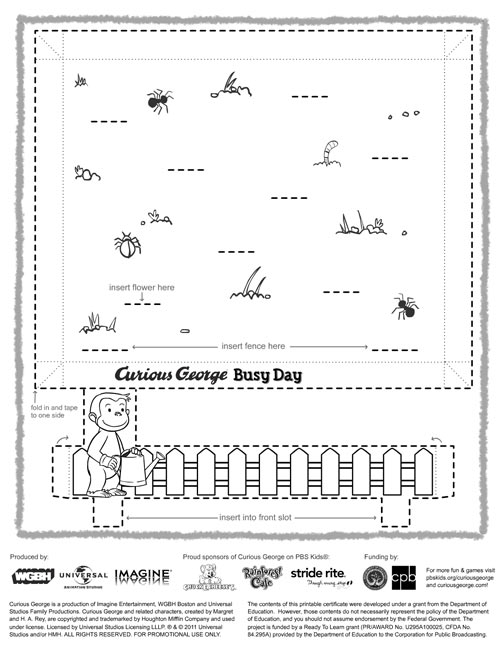 insert flower here
insert fence here
Curious George Busy Day
fold in and tape
to one side
insert into front slot
Produced by:
Proud sponsors of Curious George on PBS Kids®:
Funding by:
WGBH
UNIVERSAL
ANIMATION STUDIOS
IMAGINE
CHUCK E. CHEESE'S
Rainforest
Cafe
stride rite
cpb
For more fun & games visit
pbskids.org/curiousgeorge
and curiousgeorge.com!
Curious George is a production of Imagine Entertainment, WGBH Boston and Universal
Studios Family Productions. Curious George and related characters, created by Margret
and H. A. Rey, are copyrighted and trademarked by Houghton Mifflin Company and used
under license. Licensed by Universal Studios Licensing LLLP. ® & © 2011 Universal
Studios and/or HMH. ALL RIGHTS RESERVED. FOR PROMOTIONAL USE ONLY.
The contents of this printable certificate were developed under a grant from the Department of
Education. However, those contents do not necessarily represent the policy of the Department
of Education, and you should not assume endorsement by the Federal Government. The
project is funded by a Ready To Learn grant (PR/AWARD No. U295A100025, CFDA No.
84.295A) provided by the Department of Education to the Corporation for Public Broadcasting.